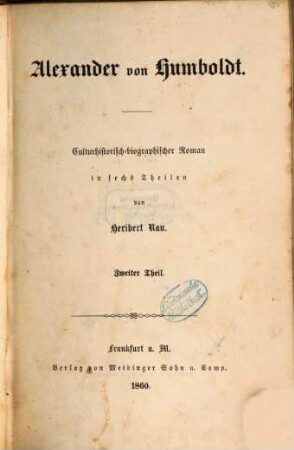 Alexander von Humboldt.
Culturhistorisch-biographischer Roman
in sechs Theilen
von
Heribert Rau.
Zweiter Theil.
Frankfurt a. M.
Verlag von Meidinger Sohn u. Comp.
1860.